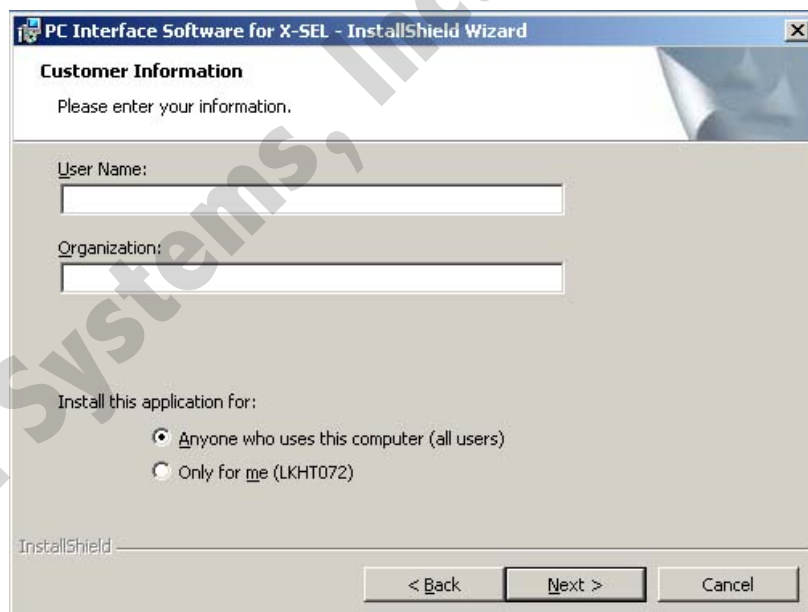 PC Interface Software for X-SEL - InstallShield Wizard
Customer Information
Please enter your information.
User Name:
Organization:
Install this application for:
Anyone who uses this computer (all users)
Only for me (LKHT072)
InstallShield
< Back Next > Cancel
Systems,